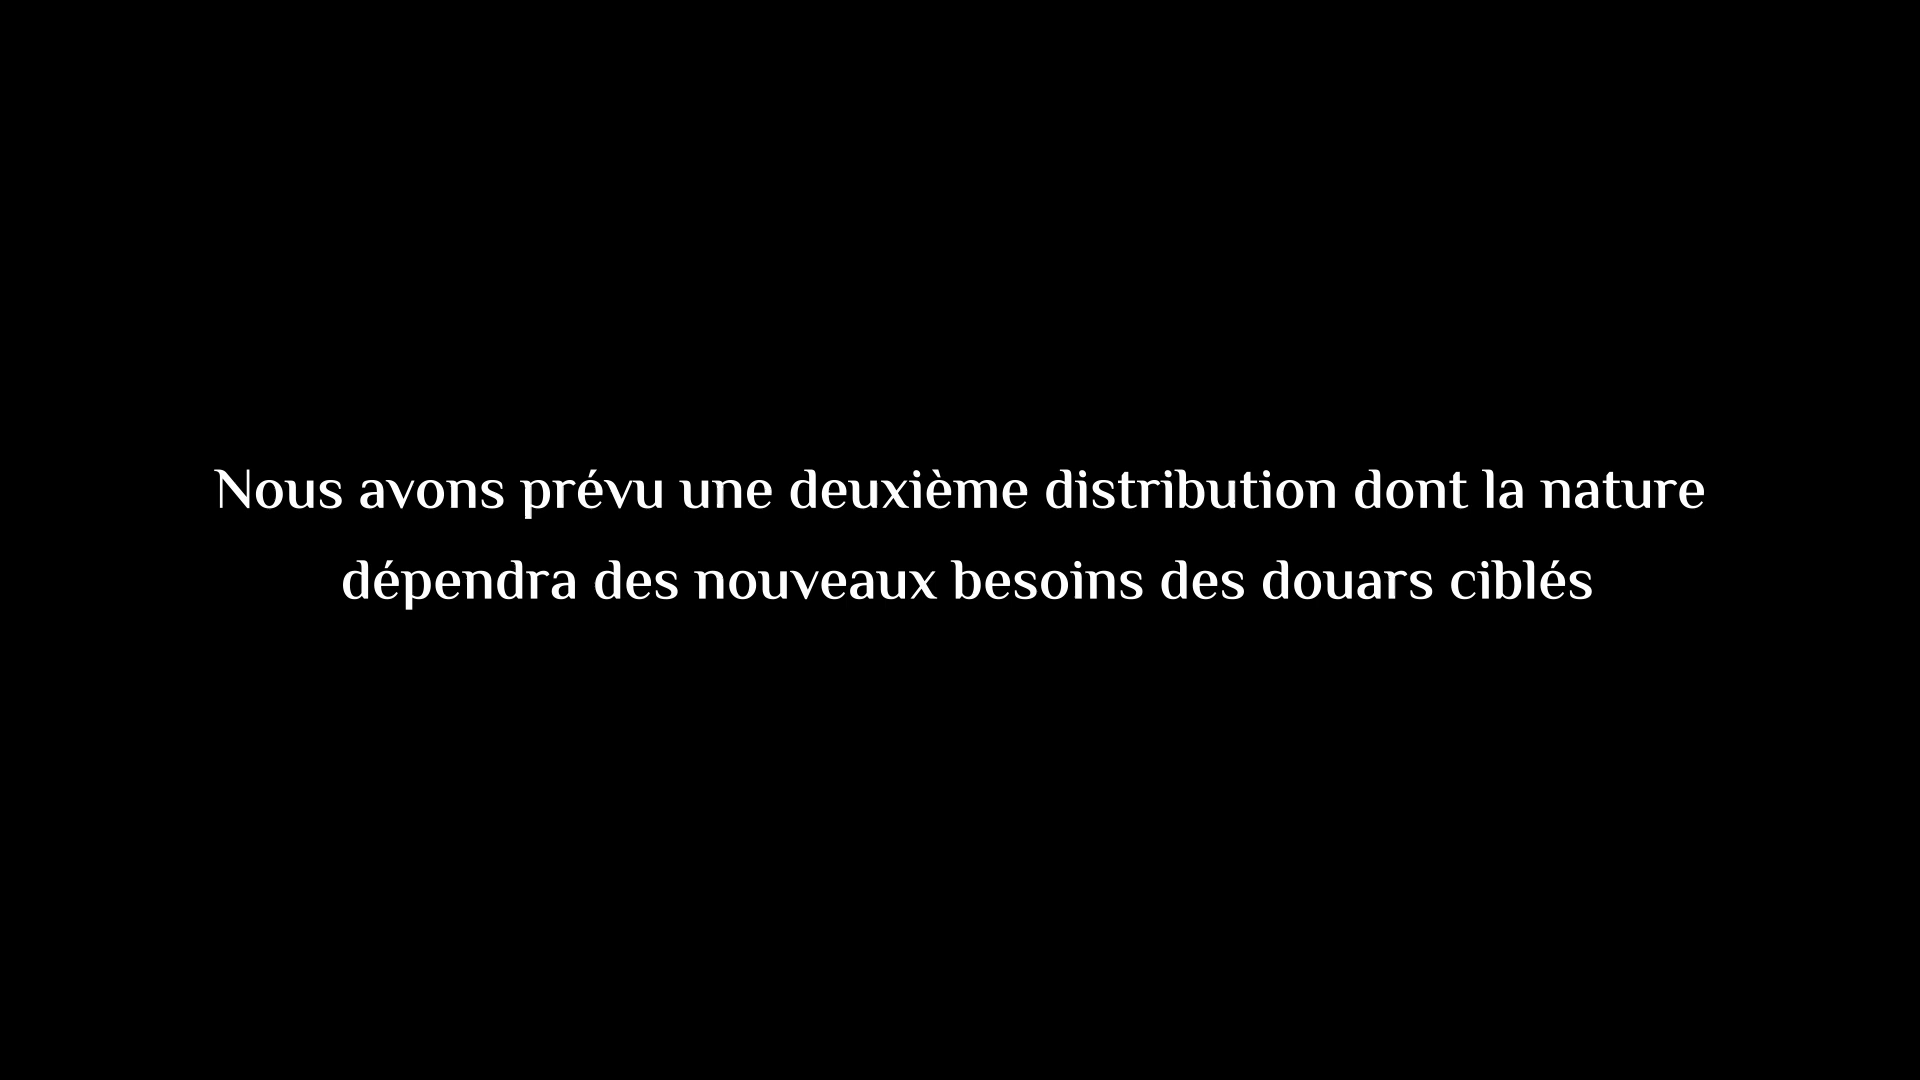 Nous avons prévu une deuxième distribution dont la nature
dépendra des nouveaux besoins des douars ciblés